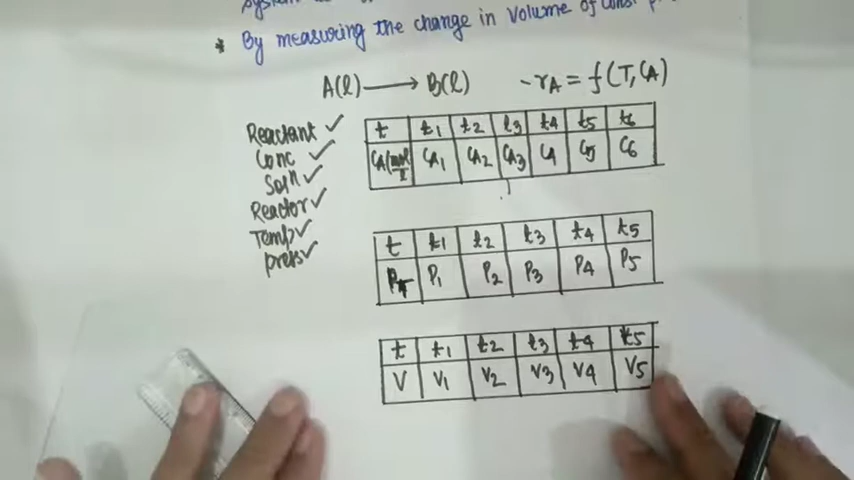 * By measuring the change in volume of const
A(l) → B(l) -rA = f(T, CA)
Reactant ✓
Conc ✓
Soln ✓
Reactor ✓
Temp ✓
press ✓
t t1 t2 t3 t4 t5 t6
CA(mol/l) CA1 CA2 CA3 C4 C5 C6
t t1 t2 t3 t4 t5
PT P1 P2 P3 P4 P5
t t1 t2 t3 t4 t5
V V1 V2 V3 V4 V5